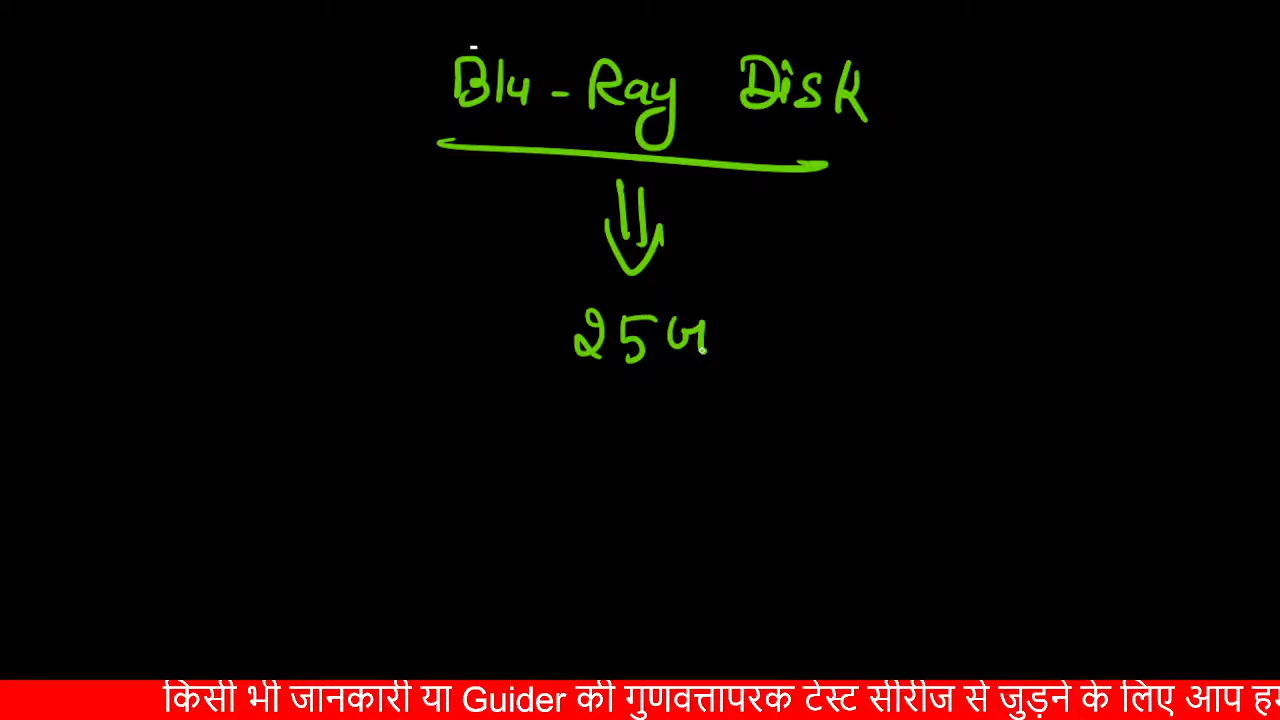 Blu-Ray Disk
25
किसी भी जानकारी या Guider की गुणवत्तापरक टेस्ट सीरीज से जुड़ने के लिए आप